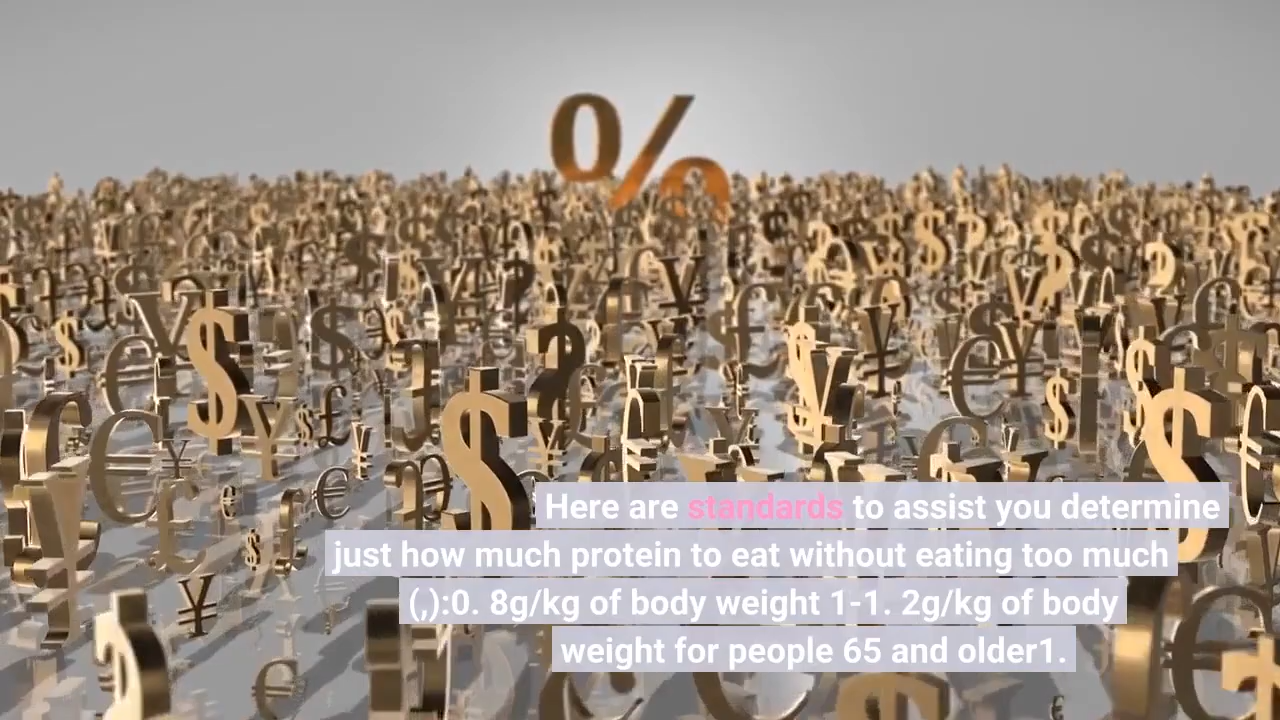 %
Here are standards to assist you determine
just how much protein to eat without eating too much
(,):0. 8g/kg of body weight 1-1. 2g/kg of body
weight for people 65 and older1.